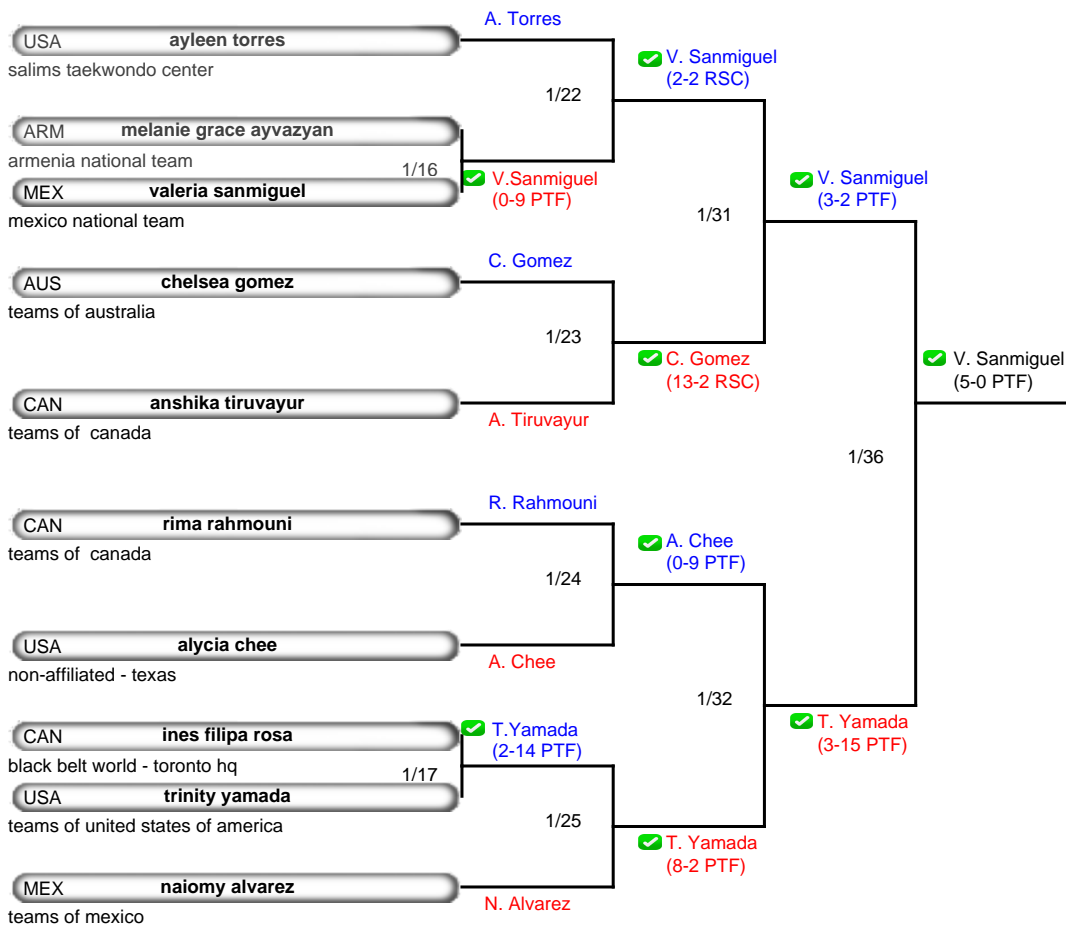 A. Torres
USA ayleen torres
salims taekwondo center
V. Sanmiguel
(2-2 RSC)
1/22
ARM melanie grace ayvazyan
armenia national team
1/16
MEX valeria sanmiguel
mexico national team
V.Sanmiguel
(0-9 PTF)
V. Sanmiguel
(3-2 PTF)
1/31
C. Gomez
AUS chelsea gomez
teams of australia
1/23
C. Gomez
(13-2 RSC)
V. Sanmiguel
(5-0 PTF)
CAN anshika tiruvayur
teams of  canada
A. Tiruvayur
1/36
R. Rahmouni
CAN rima rahmouni
teams of  canada
A. Chee
(0-9 PTF)
1/24
USA alycia chee
non-affiliated - texas
A. Chee
1/32
CAN ines filipa rosa
black belt world - toronto hq
T.Yamada
(2-14 PTF)
T. Yamada
(3-15 PTF)
1/17
USA trinity yamada
teams of united states of america
1/25
T. Yamada
(8-2 PTF)
MEX naiomy alvarez
teams of mexico
N. Alvarez